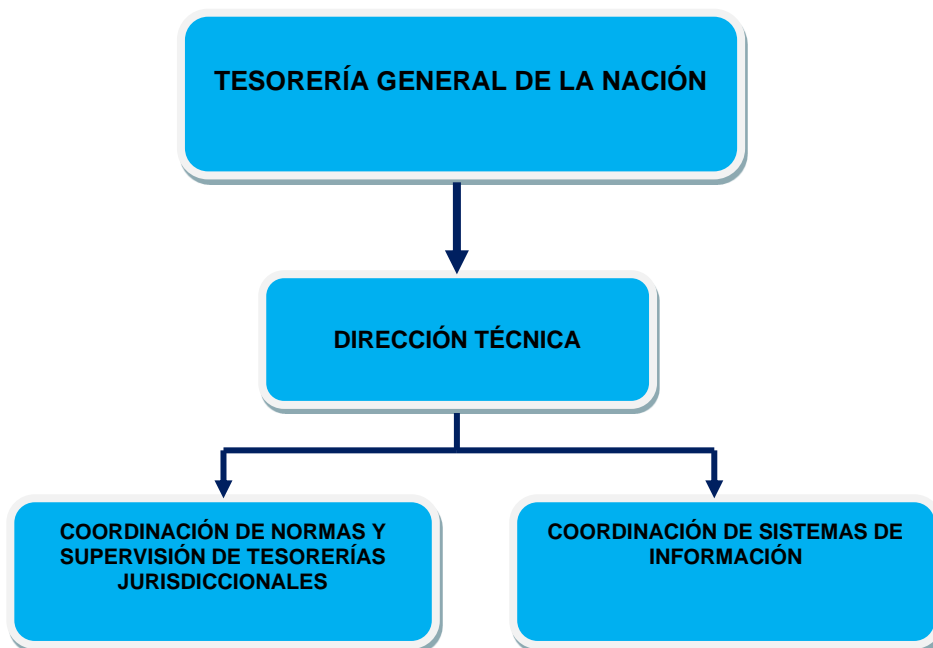 TESORERÍA GENERAL DE LA NACIÓN
DIRECCIÓN TÉCNICA
COORDINACIÓN DE NORMAS Y
SUPERVISIÓN DE TESORERÍAS
JURISDICCIONALES
COORDINACIÓN DE SISTEMAS DE
INFORMACIÓN